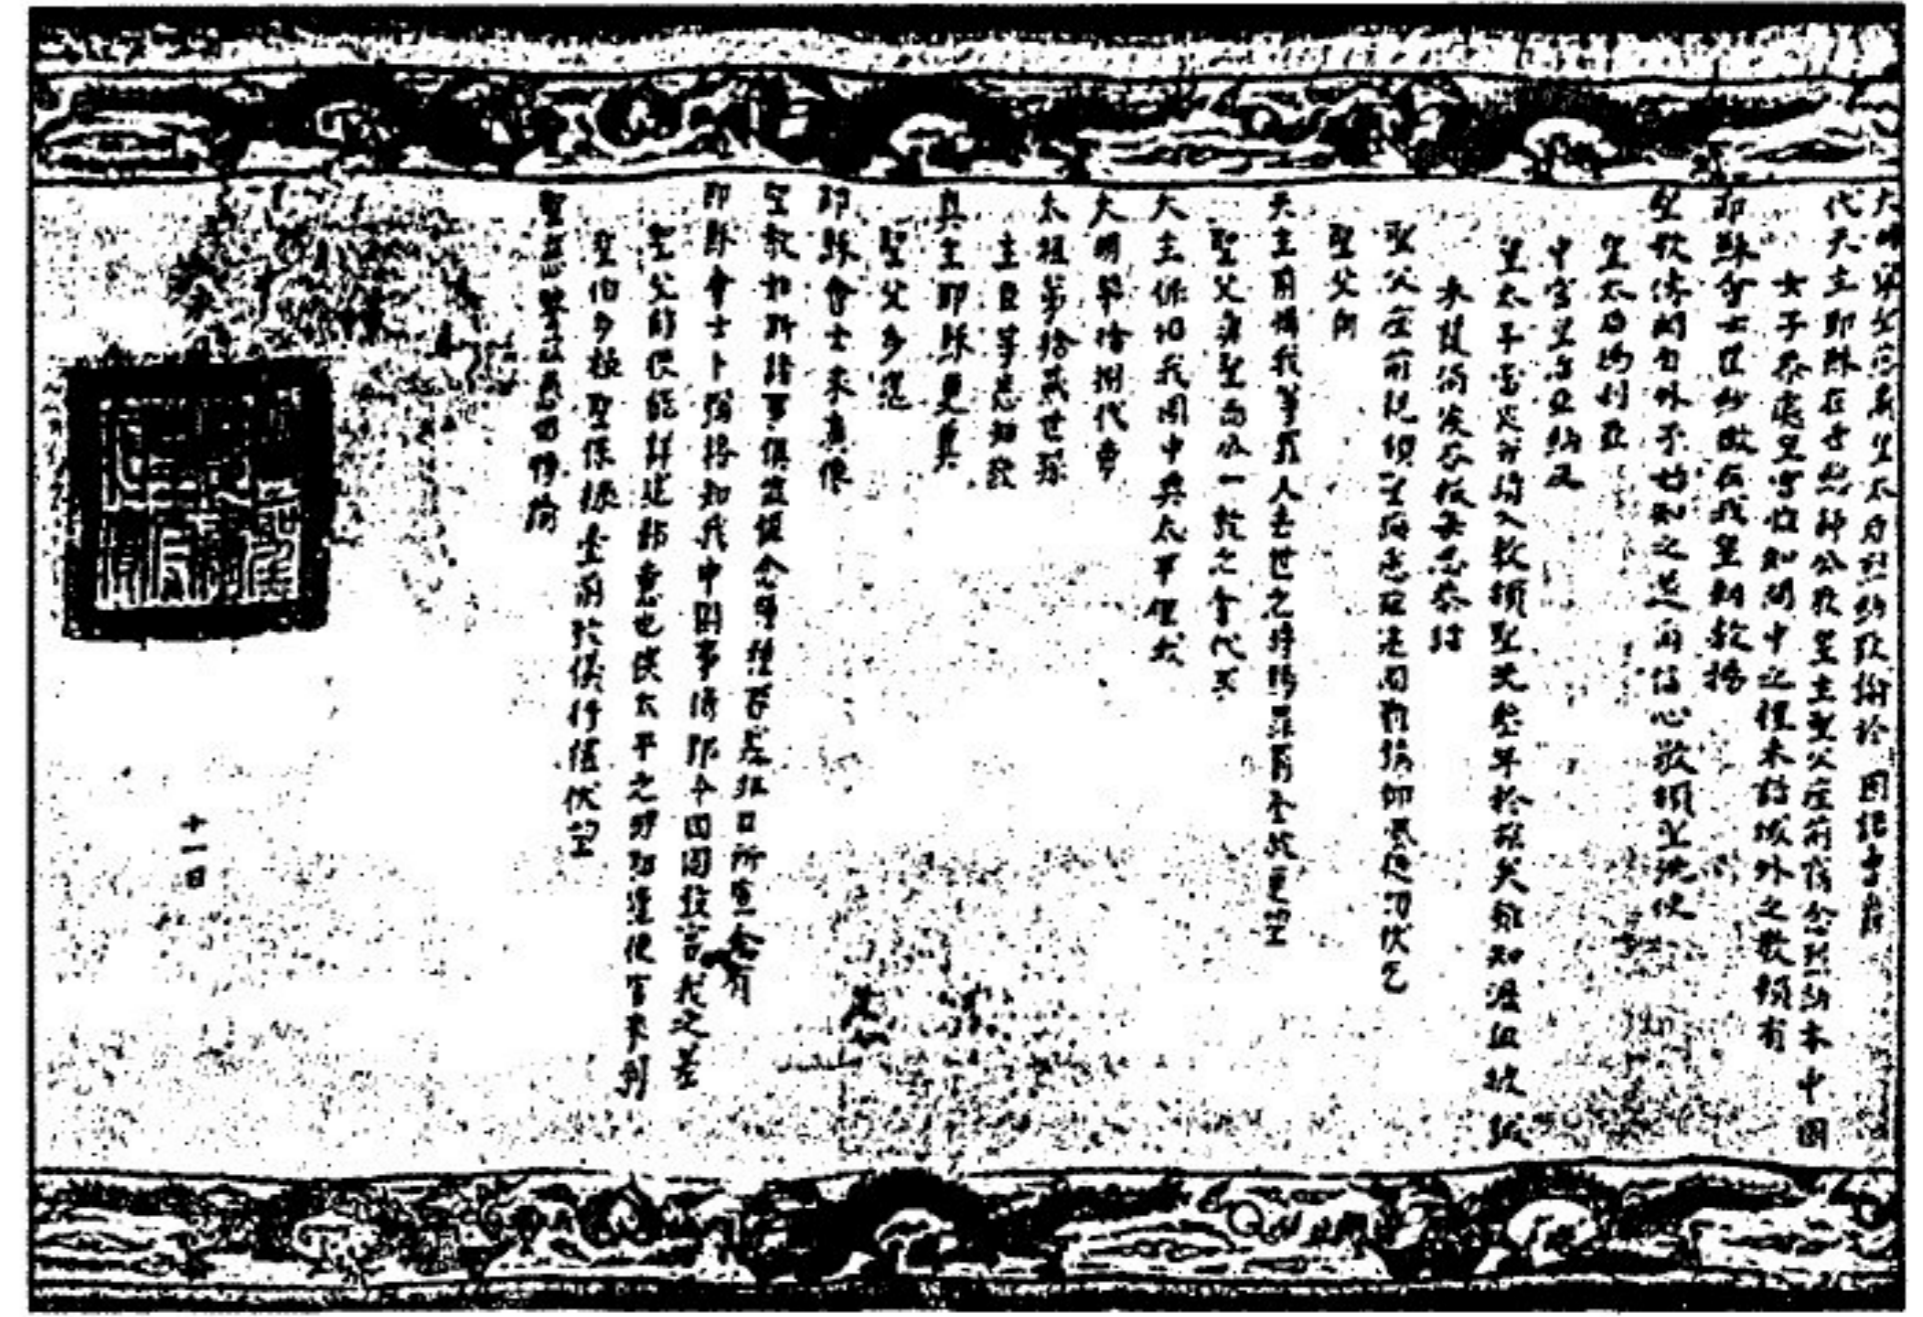 大明寧聖慈肅皇太后烈納致諭於 因諾爵
代天主耶穌在世總師公教皇主聖父座前竊念烈納本中國
女子忝處皇宮惟知閫中之禮未諳域外之教賴有
耶穌會士瞿紗微在我皇朝敷揚
聖教傳聞自外予始知之遂爾信心敬領聖洗使
皇太后瑪利亞
中宮皇后亞納及
皇太子當定並請入教領聖洗叁年於茲矣雖知瀝血披誠
未獲涓埃答報每思恭詣
聖父座前親領聖誨慮茲遠國難臻仰風徒切伏乞
聖父向
天主前憐我等罪人去世之時賜罪罰全赦更望
聖父與聖而公一教之會代求
天主保佑我國中興太平俾我
大明第拾捌代帝
太祖第拾貳世孫
主臣等悉知敬
真主耶穌更冀
聖父多遣
耶穌會士來廣傳
聖教如斯諸事俱 憐念種種眷慕非口所宣今有
耶穌會士卜彌格知我中國事情即令回國致言我之差
聖父前彼能詳述鄙意也俟太平之時即 遣使官來到
聖伯多祿聖保祿臺前致儀行禮伏望
聖慈鑒茲愚悃特諭
十一日